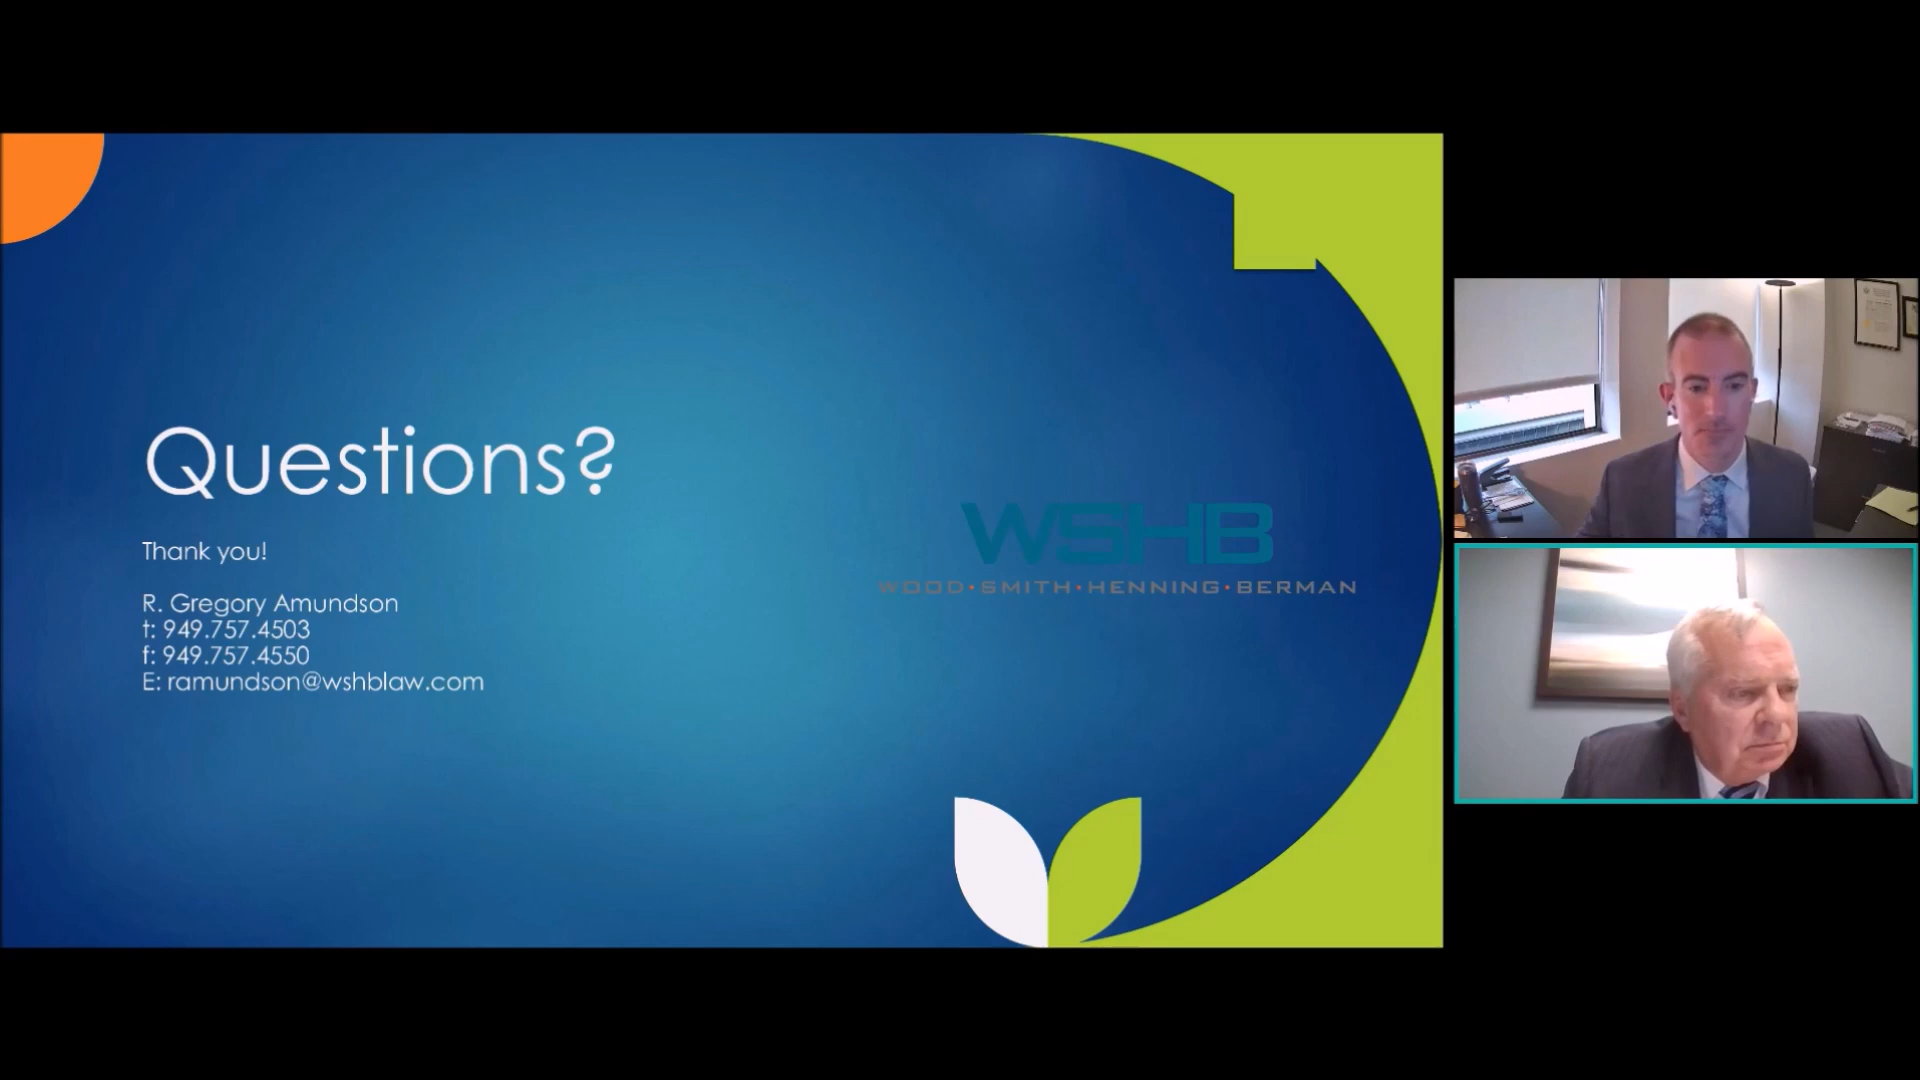 Questions?
Thank you!
R. Gregory Amundson
t: 949.757.4503
f: 949.757.4550
E: ramundson@wshblaw.com
WSHB
WOOD•SMITH•HENNING•BERMAN